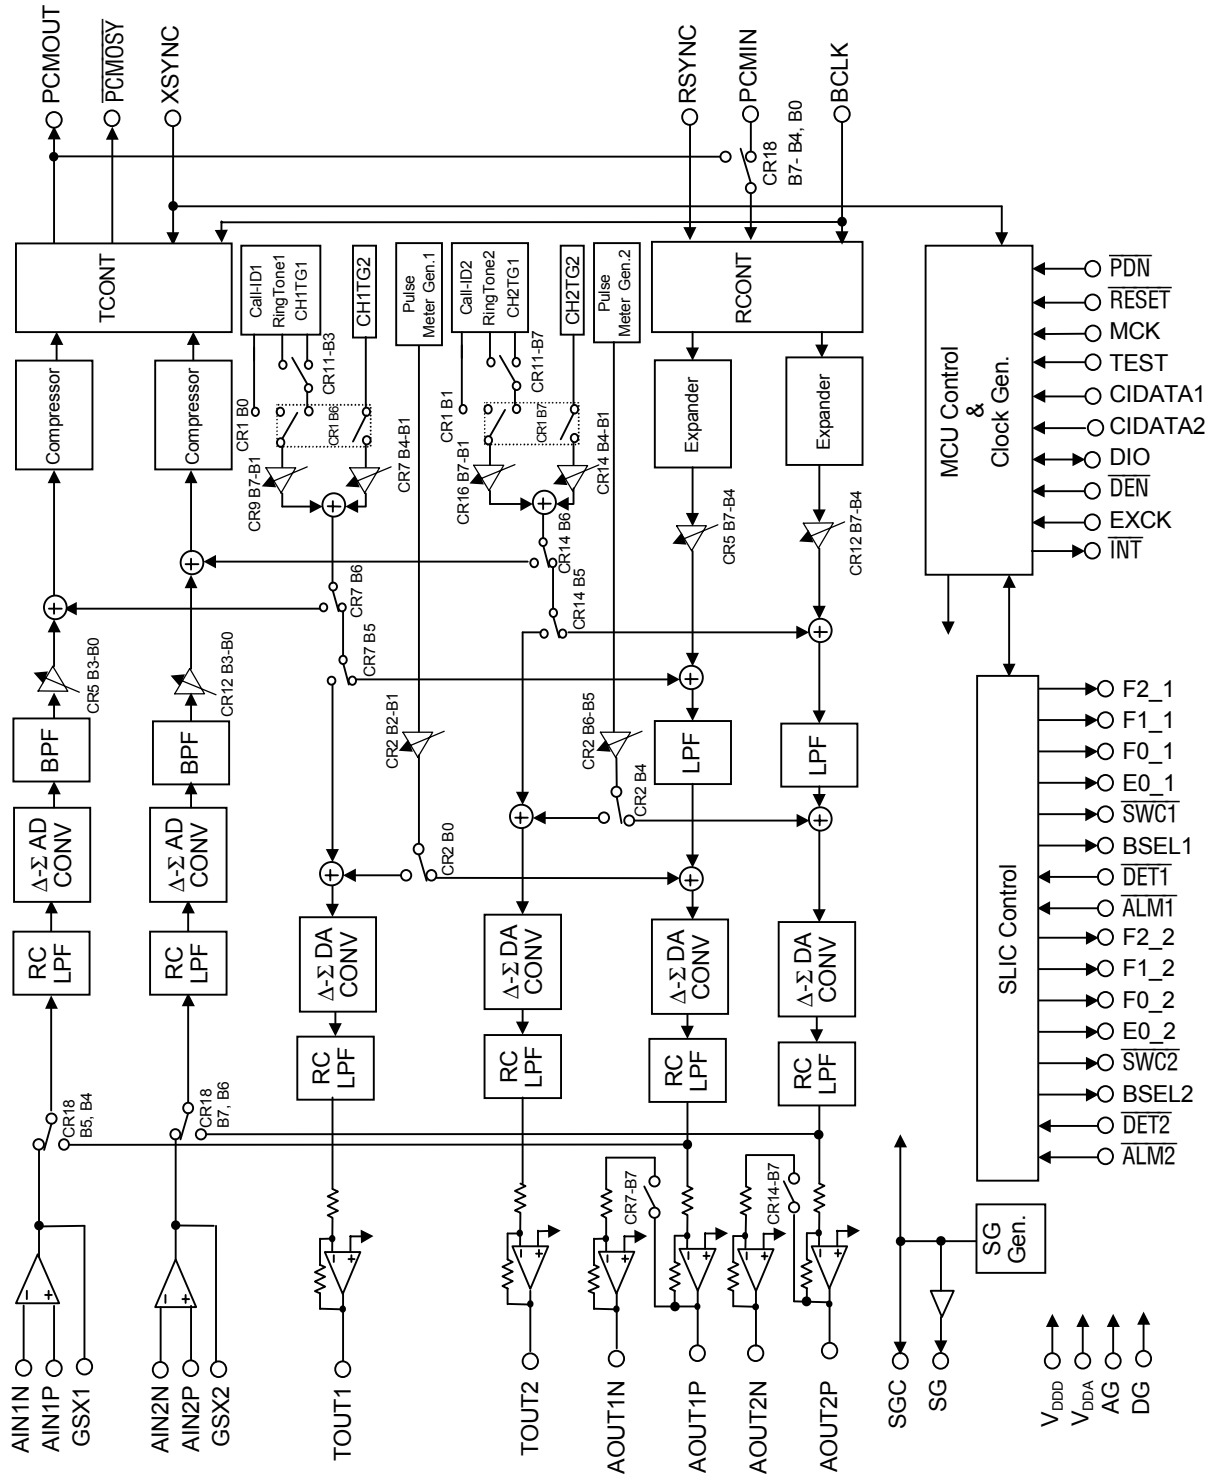 PCMOUT
PCMOSY
XSYNC
RSYNC
PCMIN
BCLK
CR18
B7- B4, B0
TCONT
Call-ID1
RingTone1
CH1TG1
CH1TG2
Pulse
Meter Gen.1
Call-ID2
RingTone2
CH2TG1
CH2TG2
Pulse
Meter Gen.2
RCONT
MCU Control
&
Clock Gen.
PDN
RESET
MCK
TEST
CIDATA1
CIDATA2
DIO
DEN
EXCK
INT
Compressor
Compressor
CR1 B0
CR11-B3
CR1 B6
CR9 B7-B1
CR7 B4-B1
CR1 B1
CR11-B7
CR1 B7
CR16 B7-B1
CR14 B4-B1
Expander
Expander
CR5 B7-B4
CR12 B7-B4
CR7 B6
CR7 B5
CR14 B6
CR14 B5
CR5 B3-B0
CR12 B3-B0
BPF
BPF
CR2 B2-B1
CR2 B6-B5
LPF
LPF
CR2 B0
CR2 B4
Δ-Σ AD
CONV
Δ-Σ AD
CONV
RC
LPF
RC
LPF
Δ-Σ DA
CONV
Δ-Σ DA
CONV
Δ-Σ DA
CONV
Δ-Σ DA
CONV
RC
LPF
RC
LPF
RC
LPF
RC
LPF
SLIC Control
F2_1
F1_1
F0_1
E0_1
SWC1
BSEL1
DET1
ALM1
F2_2
F1_2
F0_2
E0_2
SWC2
BSEL2
DET2
ALM2
CR18
B5, B4
CR18
B7, B6
CR7-B7
CR14-B7
SG
Gen.
AIN1N
AIN1P
GSX1
AIN2N
AIN2P
GSX2
TOUT1
TOUT2
AOUT1N
AOUT1P
AOUT2N
AOUT2P
SGC
SG
VDDD
VDDA
AG
DG